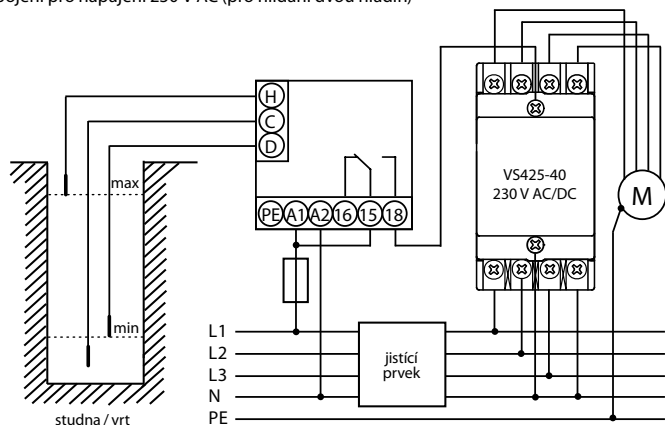 pro napájení 230 V AC (pro hlídání dvou hladin)
H
C
D
max
min
PE A1 A2 16 15 18
VS425-40
230 V AC/DC
M
L1
L2
L3
N
PE
jistící
prvek
studna / vrt